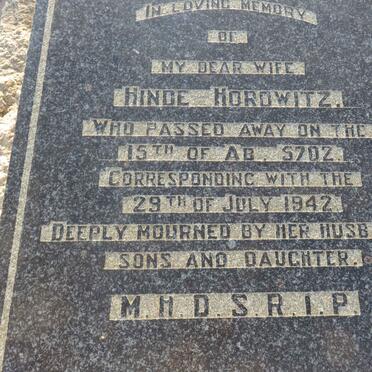 IN LOVING MEMORY
OF
MY DEAR WIFE
HINDE HOROWITZ.
WHO PASSED AWAY ON THE
15TH OF AB. 5702.
CORRESPONDING WITH THE
29TH OF JULY 1942.
DEEPLY MOURNED BY HER HUSB
SONS AND DAUGHTER.
M.H.D.S.R.I.P.